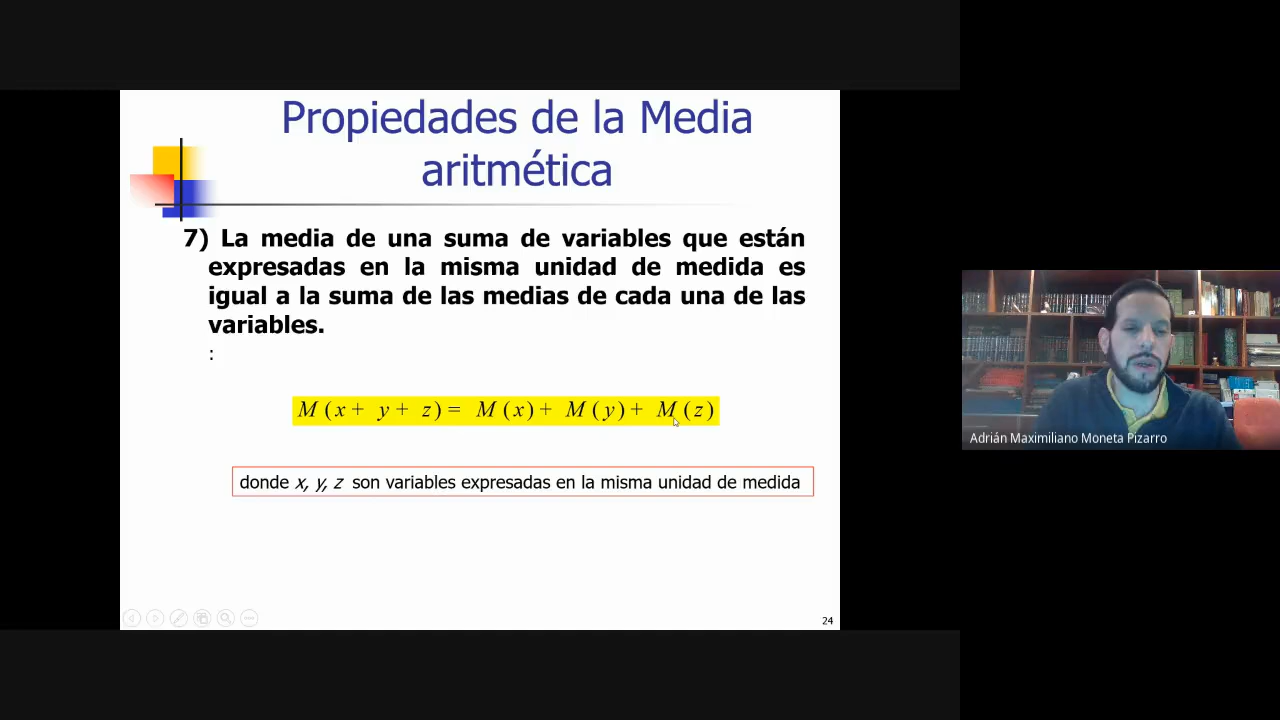 Propiedades de la Media
aritmética
7) La media de una suma de variables que están
expresadas en la misma unidad de medida es
igual a la suma de las medias de cada una de las
variables.
:
M (x + y + z) = M (x) + M (y) + M (z)
donde x, y, z son variables expresadas en la misma unidad de medida
24
Adrián Maximiliano Moneta Pizarro